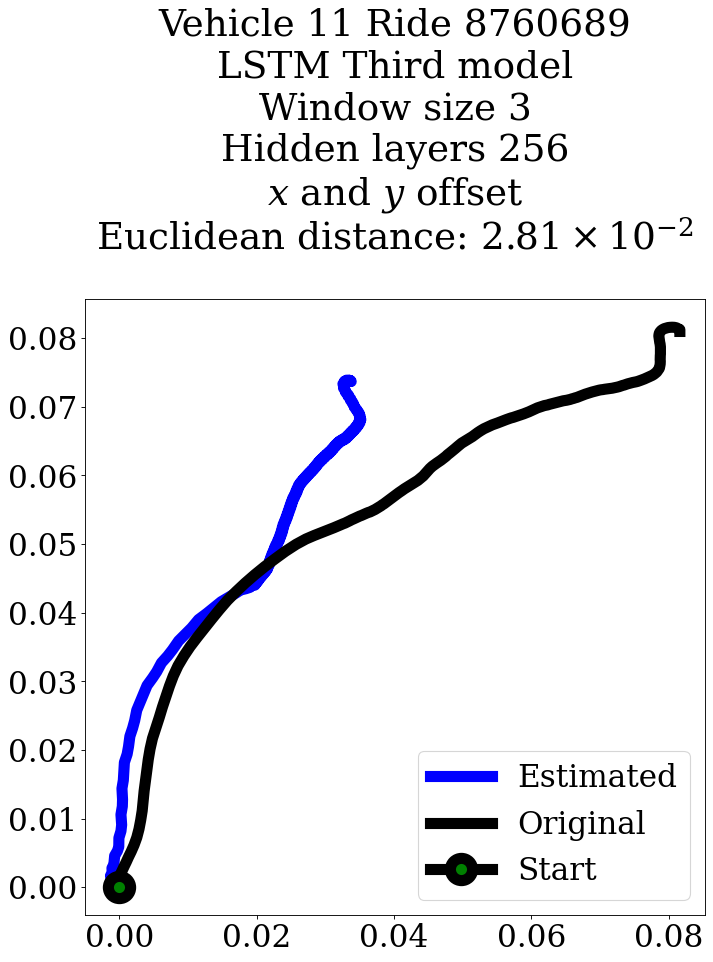 Vehicle 11 Ride 8760689
LSTM Third model
Window size 3
Hidden layers 256
x and y offset
Euclidean distance: 2.81 × 10⁻²
0.08
0.07
0.06
0.05
0.04
0.03
0.02
0.01
0.00
Estimated
Original
Start
0.00 0.02 0.04 0.06 0.08